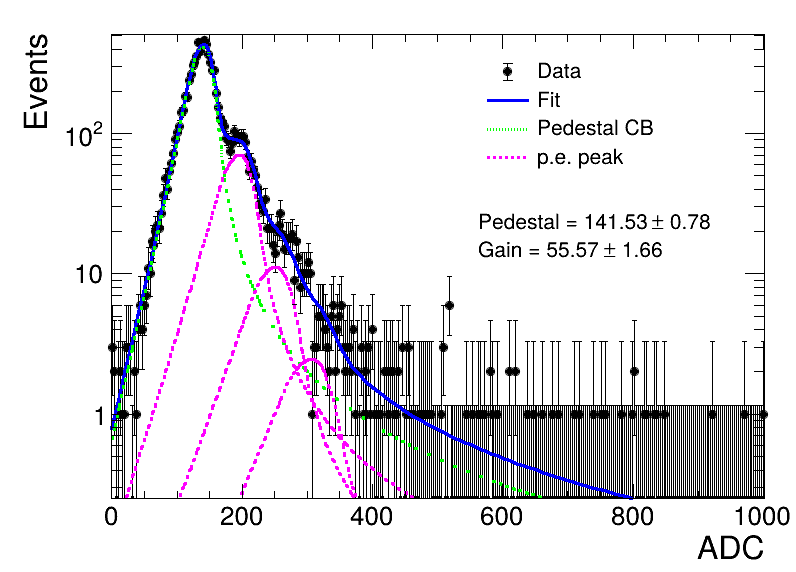 Events
10²
10
1
Data
Fit
Pedestal CB
p.e. peak
Pedestal = 141.53 ± 0.78
Gain = 55.57 ± 1.66
0 200 400 600 800 1000
ADC